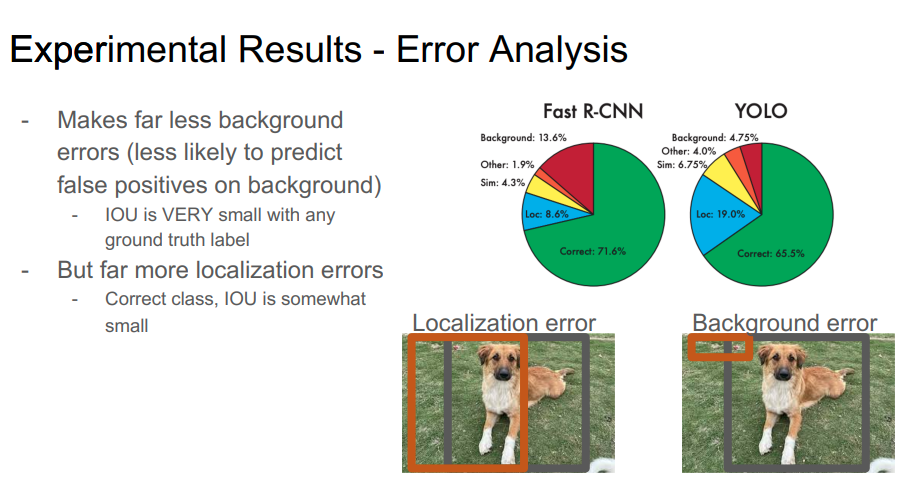 Experimental Results - Error Analysis
- Makes far less background
errors (less likely to predict
false positives on background)
- IOU is VERY small with any
ground truth label
- But far more localization errors
- Correct class, IOU is somewhat
small
Fast R-CNN
Background: 13.6%
Other: 1.9%
Sim: 4.3%
Loc: 8.6%
Correct: 71.6%
YOLO
Background: 4.75%
Other: 4.0%
Sim: 6.75%
Loc: 19.0%
Correct: 65.5%
Localization error
Background error